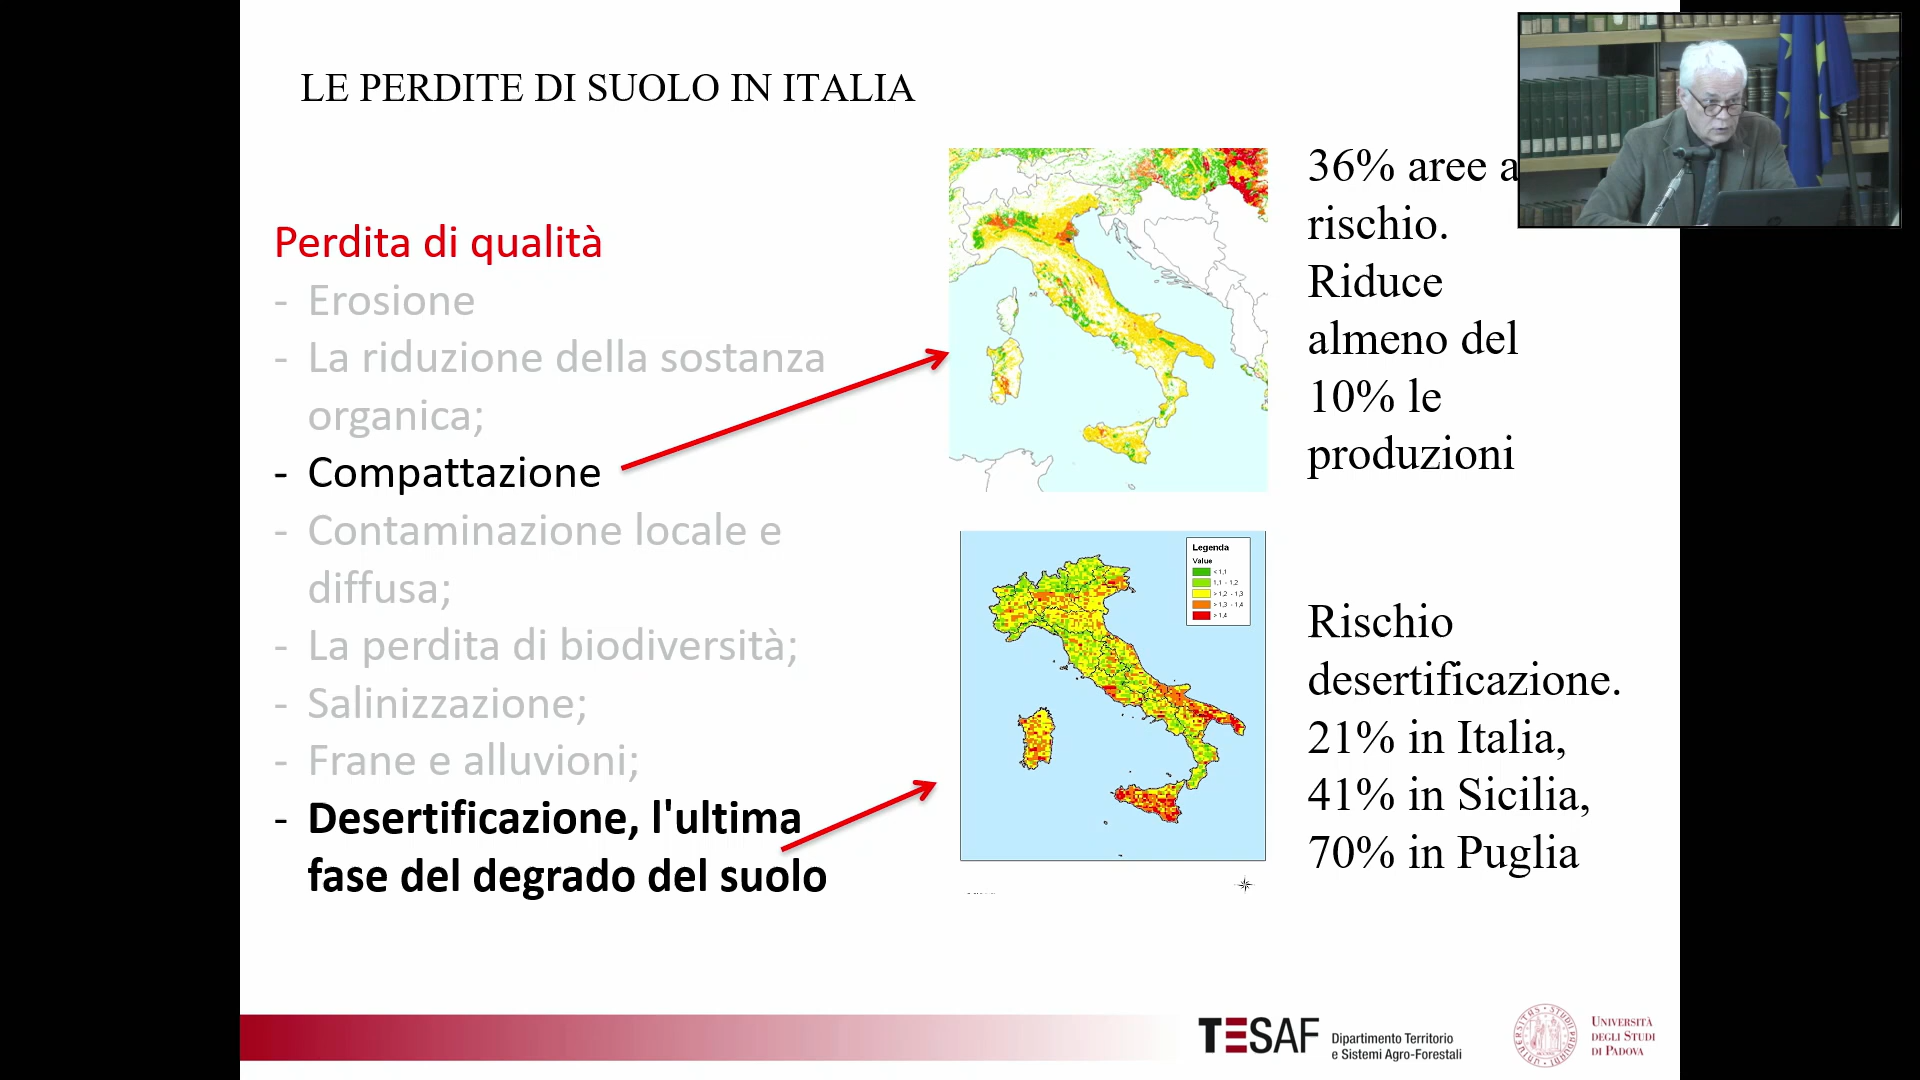 LE PERDITE DI SUOLO IN ITALIA
Perdita di qualità
- Erosione
- La riduzione della sostanza
organica;
- Compattazione
- Contaminazione locale e
diffusa;
- La perdita di biodiversità;
- Salinizzazione;
- Frane e alluvioni;
- Desertificazione, l'ultima
fase del degrado del suolo
36% aree a
rischio.
Riduce
almeno del
10% le
produzioni
Legenda
Value
< 1,1
1,1 - 1,2
> 1,2 - 1,3
> 1,3 - 1,4
> 1,4
Rischio
desertificazione.
21% in Italia,
41% in Sicilia,
70% in Puglia
TESAF
Dipartimento Territorio
e Sistemi Agro-Forestali
UNIVERSITÀ
DEGLI STUDI
DI PADOVA